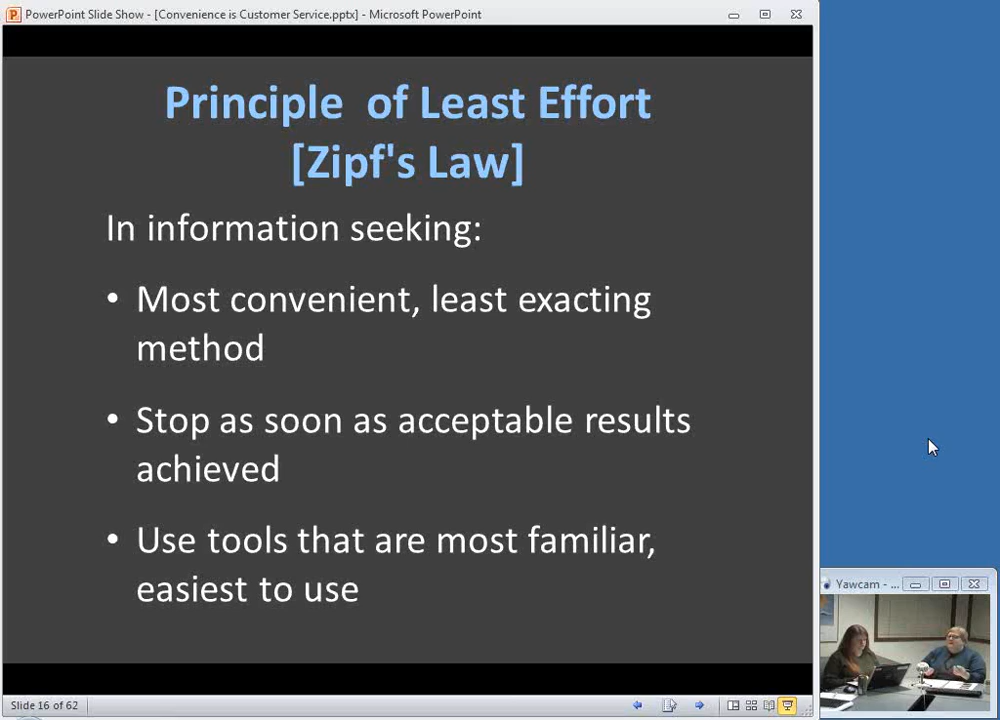 PowerPoint Slide Show - [Convenience is Customer Service.pptx] - Microsoft PowerPoint
Principle of Least Effort
[Zipf's Law]
In information seeking:
• Most convenient, least exacting
method
• Stop as soon as acceptable results
achieved
• Use tools that are most familiar,
easiest to use
Yawcam - ...
Slide 16 of 62